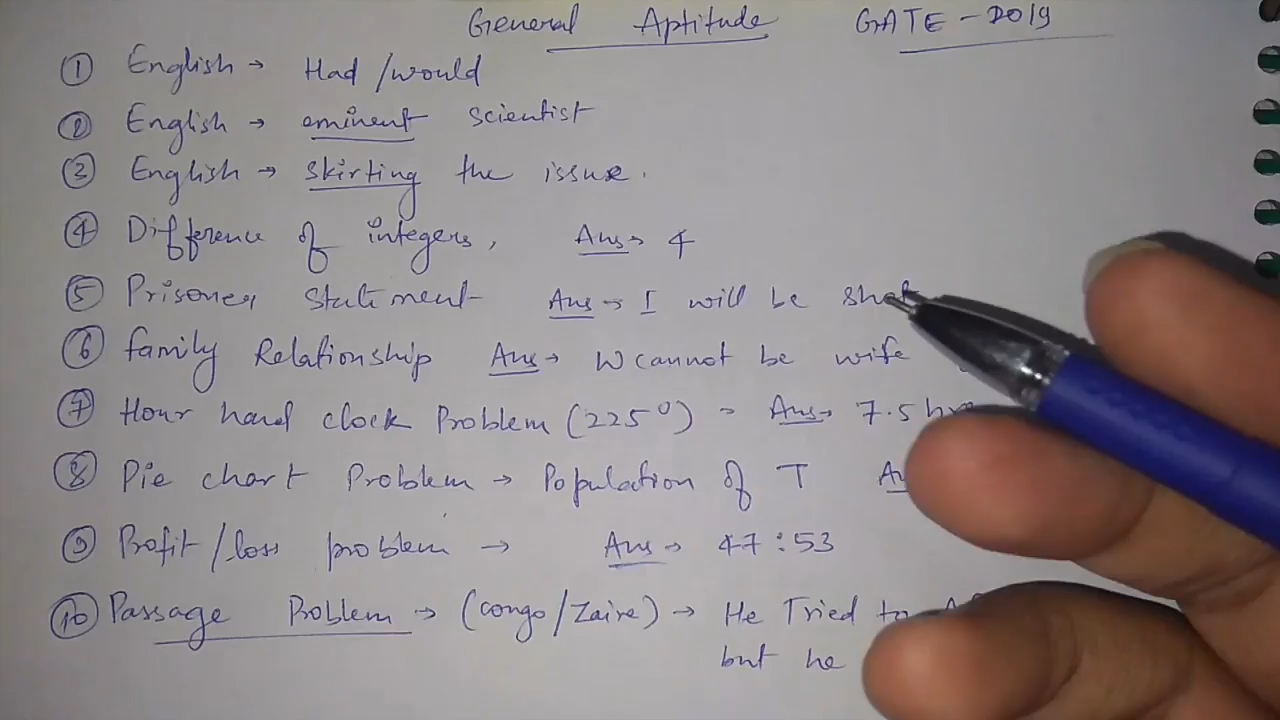 General Aptitude GATE - 2019
① English → Had / would
② English → eminent scientist
③ English → skirting the issue.
④ Difference of integers, Ans → 4
⑤ Prisoner statement Ans → I will be shot
⑥ Family Relationship Ans → W cannot be wife
⑦ Hour hand clock Problem (225°) - Ans → 7.5 hrs
⑧ Pie chart Problem → Population of T
⑨ Profit / loss problem → Ans → 47 : 53
⑩ Passage Problem → (Congo / Zaire) → He Tried to
but he